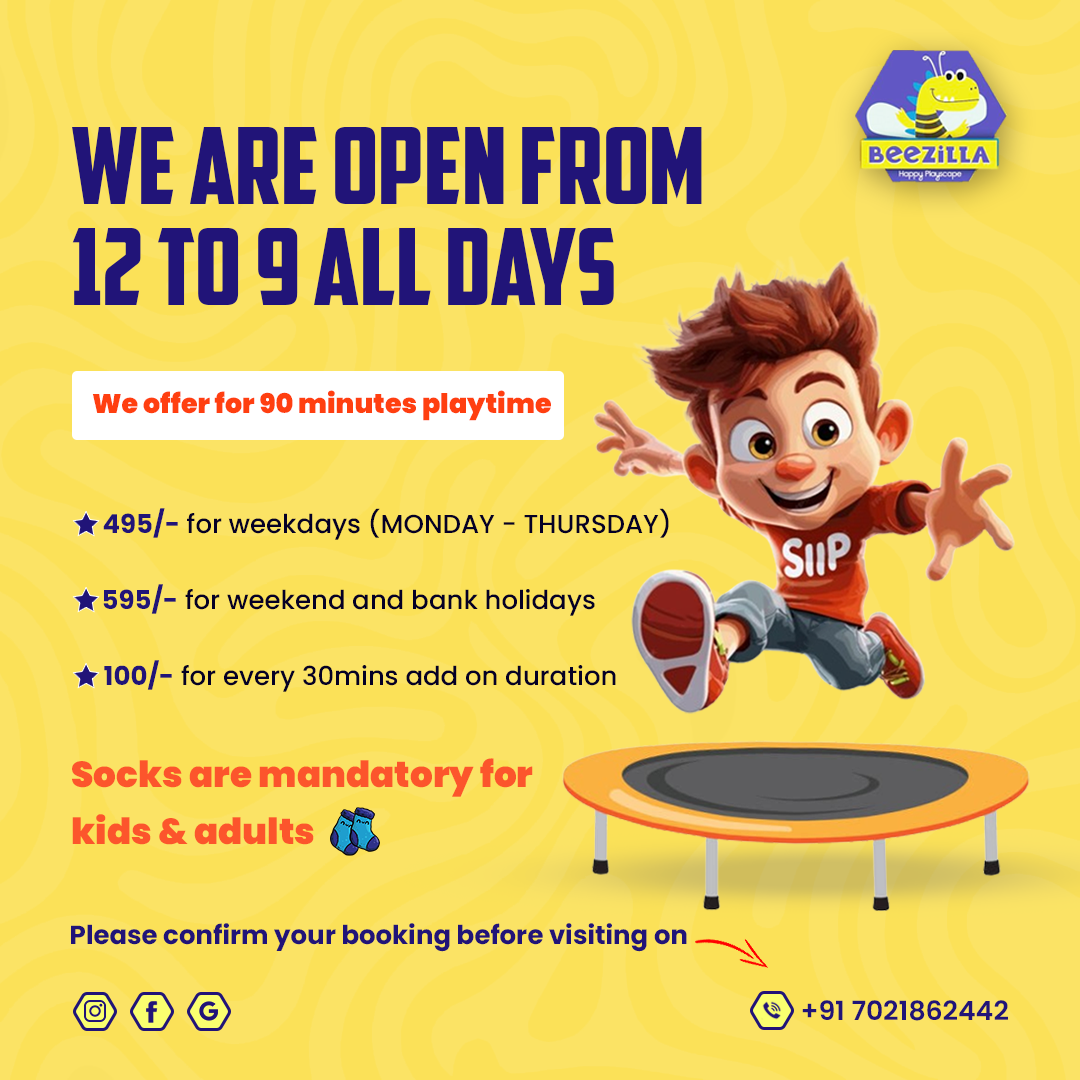 BEEZILLA
Happy Playscape
WE ARE OPEN FROM
12 TO 9 ALL DAYS
We offer for 90 minutes playtime
495/- for weekdays (MONDAY - THURSDAY)
595/- for weekend and bank holidays
100/- for every 30mins add on duration
SIIP
Socks are mandatory for
kids & adults
Please confirm your booking before visiting on
+91 7021862442